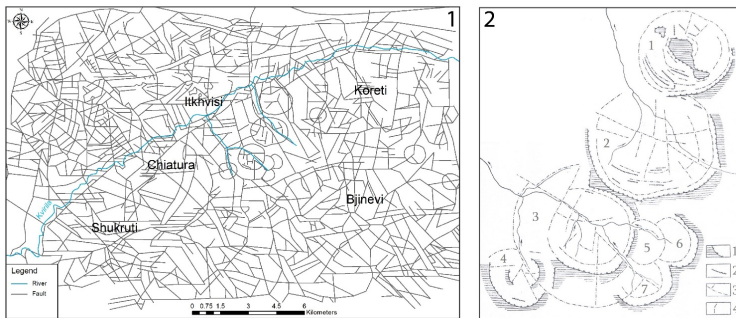 1
N
Itkhvisi
Koreti
Chiatura
Bjinevi
Kvirila
Shukruti
Legend
River
Fault
0 0.75 1.5 3 4.5 6
Kilometers
2
1
2
3
4
5
6
7
1
2
3
4